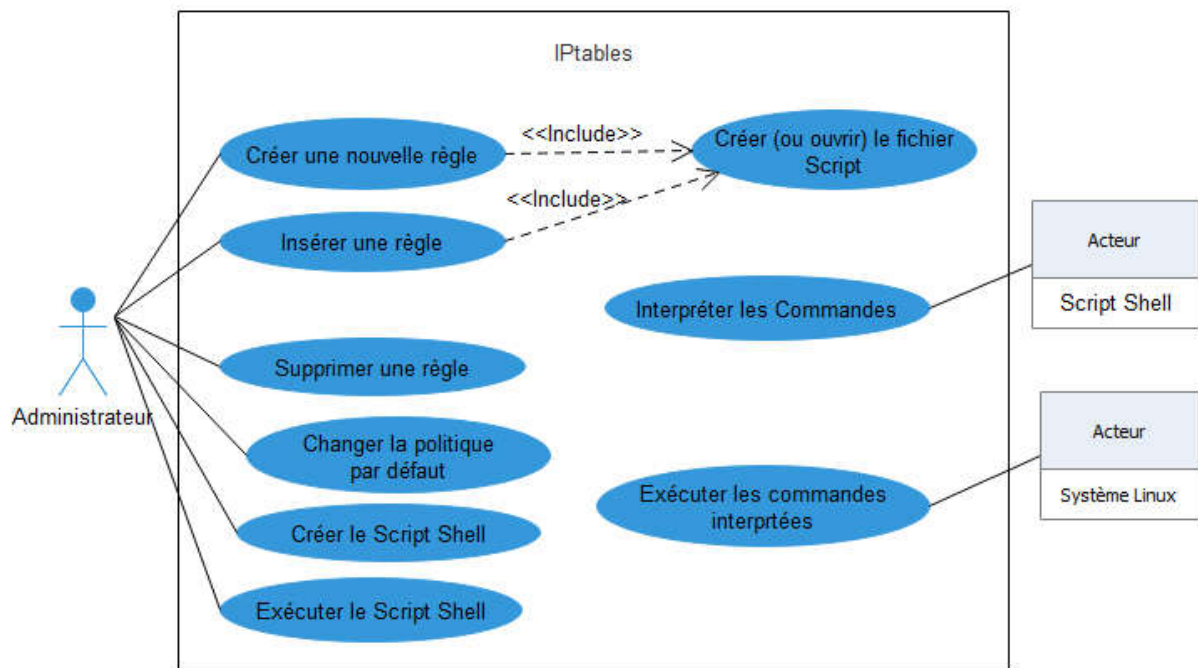 IPtables
Créer une nouvelle règle
<<Include>>
Créer (ou ouvrir) le fichier
Script
<<Include>>
Insérer une règle
Acteur
Script Shell
Interpréter les Commandes
Administrateur
Supprimer une règle
Changer la politique
par défaut
Acteur
Système Linux
Exécuter les commandes
interprtées
Créer le Script Shell
Exécuter le Script Shell